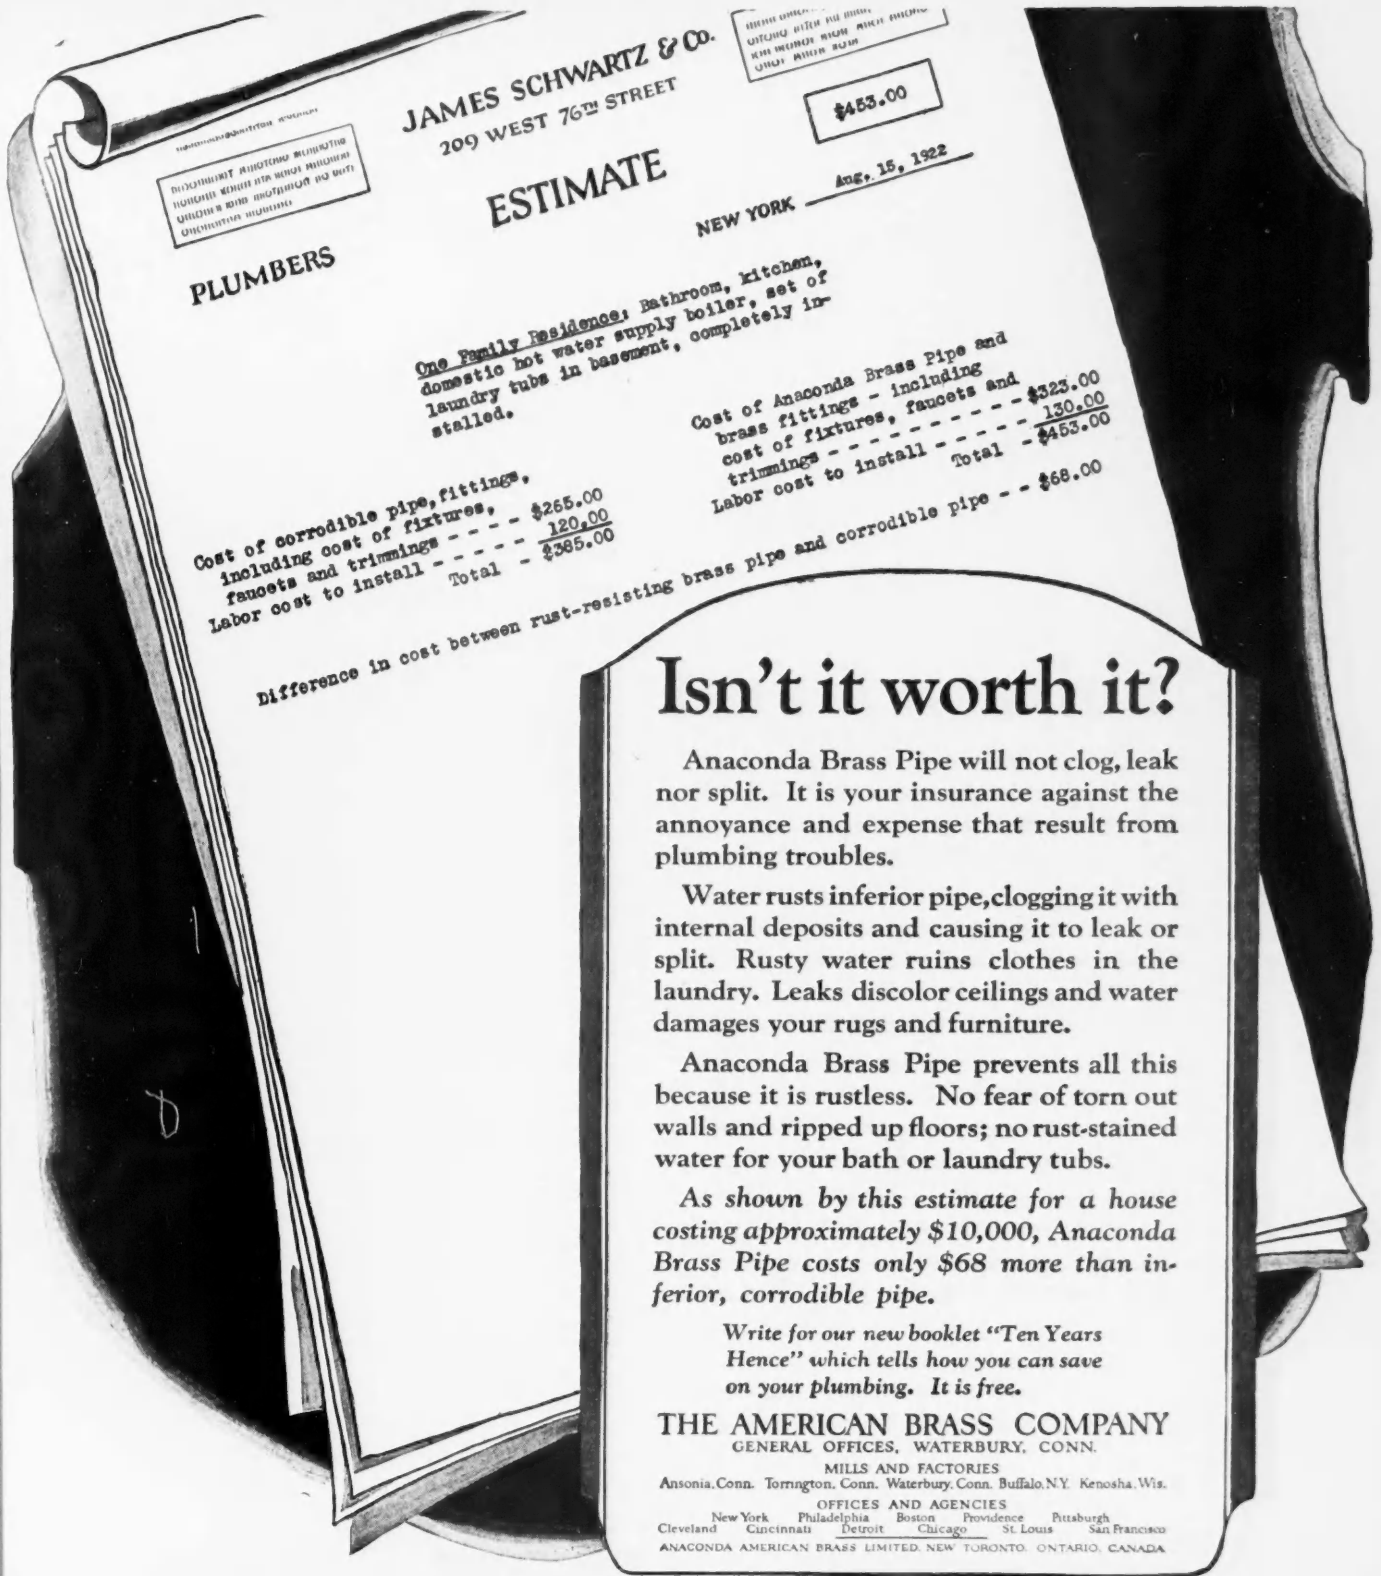 JAMES SCHWARTZ & CO.
209 WEST 76TH STREET
$453.00
ESTIMATE
NEW YORK Aug. 15, 1922
PLUMBERS
One Family Residence: Bathroom, kitchen,
domestic hot water supply boiler, set of
laundry tubs in basement, completely in-
stalled.
Cost of corrodible pipe, fittings,
including cost of fixtures,
faucets and trimmings - - - - $265.00
Labor cost to install - - - - - 120.00
Total - $385.00
Cost of Anaconda Brass Pipe and
brass fittings - including
cost of fixtures, faucets and
trimmings - - - - - - - - - - $323.00
Labor cost to install - - - - - 130.00
Total - $453.00
Difference in cost between rust-resisting brass pipe and corrodible pipe - - $68.00
Isn't it worth it?
Anaconda Brass Pipe will not clog, leak
nor split. It is your insurance against the
annoyance and expense that result from
plumbing troubles.
Water rusts inferior pipe, clogging it with
internal deposits and causing it to leak or
split. Rusty water ruins clothes in the
laundry. Leaks discolor ceilings and water
damages your rugs and furniture.
Anaconda Brass Pipe prevents all this
because it is rustless. No fear of torn out
walls and ripped up floors; no rust-stained
water for your bath or laundry tubs.
As shown by this estimate for a house
costing approximately $10,000, Anaconda
Brass Pipe costs only $68 more than in-
ferior, corrodible pipe.
Write for our new booklet "Ten Years
Hence" which tells how you can save
on your plumbing. It is free.
THE AMERICAN BRASS COMPANY
GENERAL OFFICES, WATERBURY, CONN.
MILLS AND FACTORIES
Ansonia, Conn. Torrington, Conn. Waterbury, Conn. Buffalo, N.Y. Kenosha, Wis.
OFFICES AND AGENCIES
New York Philadelphia Boston Providence Pittsburgh
Cleveland Cincinnati Detroit Chicago St. Louis San Francisco
ANACONDA AMERICAN BRASS LIMITED, NEW TORONTO, ONTARIO, CANADA